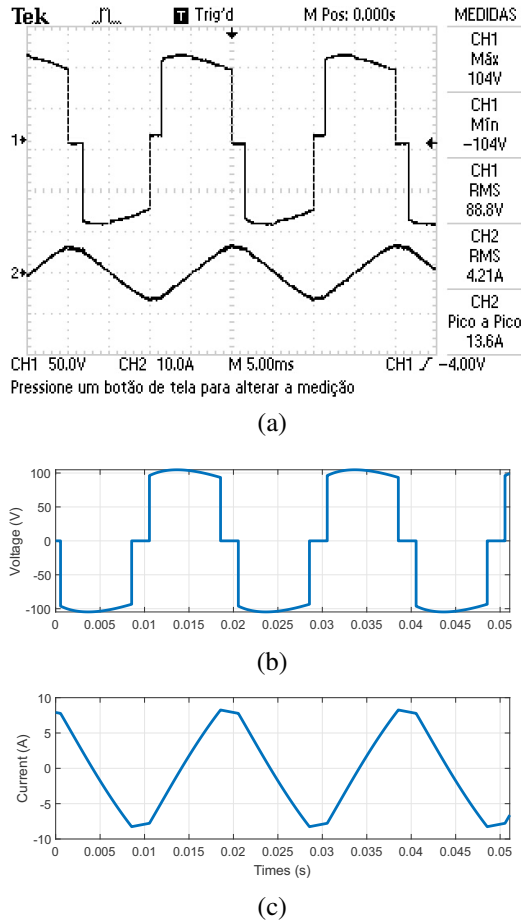 Tek T Trig'd M Pos: 0.000s MEDIDAS
CH1
Máx
104V
CH1
Mín
-104V
CH1
RMS
88.8V
CH2
RMS
4.21A
CH2
Pico a Pico
13.6A
1
2
CH1 50.0V CH2 10.0A M 5.00ms CH1 -4.00V
Pressione um botão de tela para alterar a medição
(a)
Voltage (V)
100
50
0
-50
-100
0 0.005 0.01 0.015 0.02 0.025 0.03 0.035 0.04 0.045 0.05
(b)
Current (A)
10
5
0
-5
-10
0 0.005 0.01 0.015 0.02 0.025 0.03 0.035 0.04 0.045 0.05
Times (s)
(c)